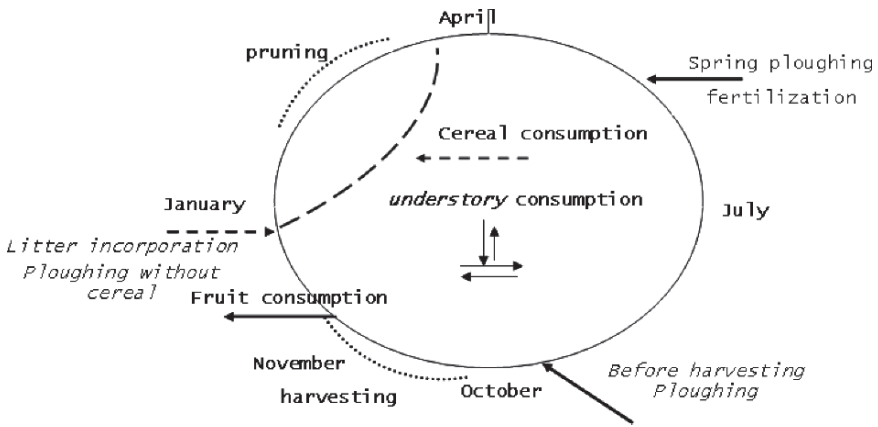 April
pruning
Spring ploughing
fertilization
Cereal consumption
January
understory consumption
July
Litter incorporation
Ploughing without
cereal
Fruit consumption
November
harvesting
October
Before harvesting
Ploughing